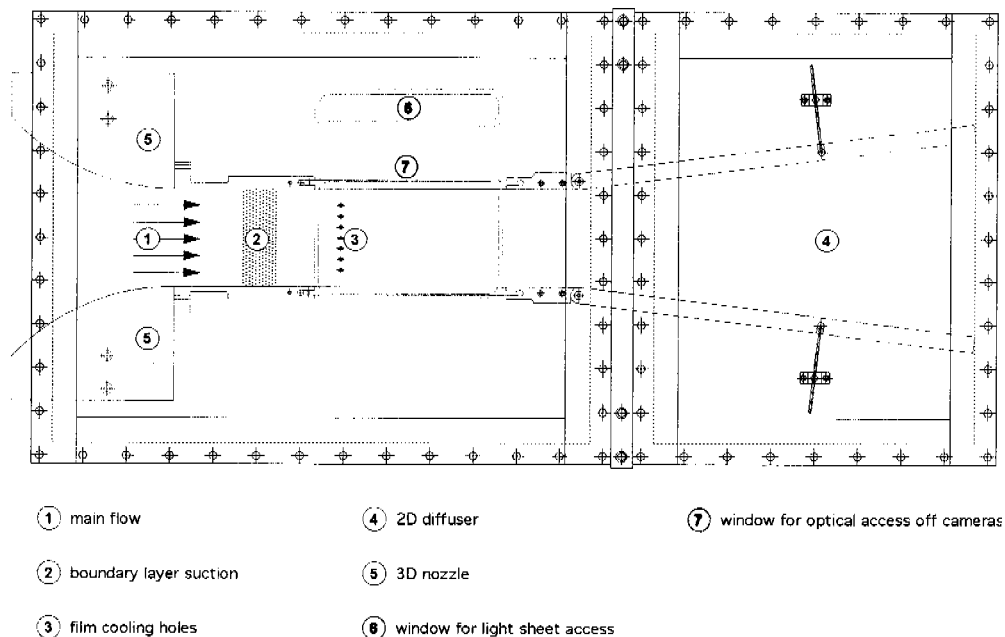 6
5
7
1
2
3
4
5
1 main flow
4 2D diffuser
7 window for optical access off cameras
2 boundary layer suction
5 3D nozzle
3 film cooling holes
6 window for light sheet access